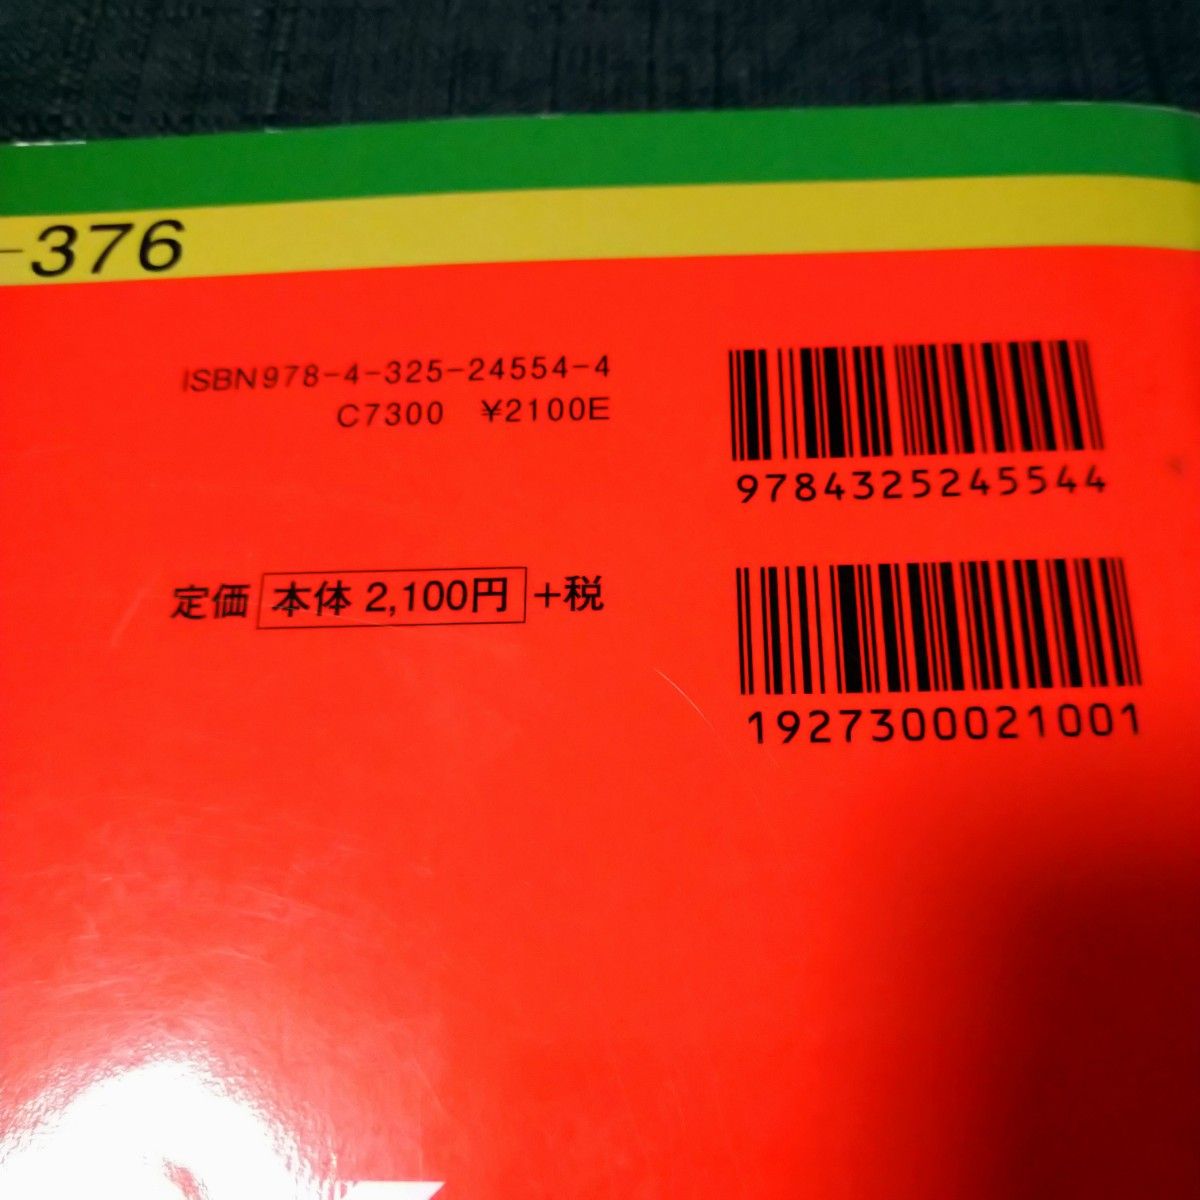 -376
ISBN978-4-325-24554-4
C7300 ¥2100E
9784325245544
定価 本体 2,100円 +税
1927300021001